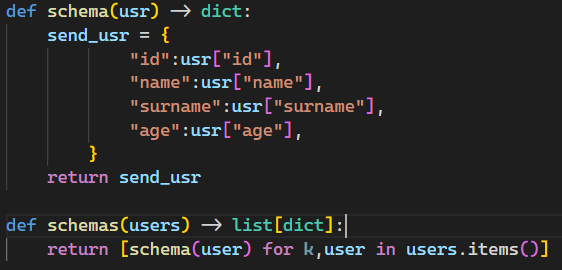 def schema(usr) -> dict:
    send_usr = {
            "id":usr["id"],
            "name":usr["name"],
            "surname":usr["surname"],
            "age":usr["age"],
        }
    return send_usr

def schemas(users) -> list[dict]:
    return [schema(user) for k,user in users.items()]